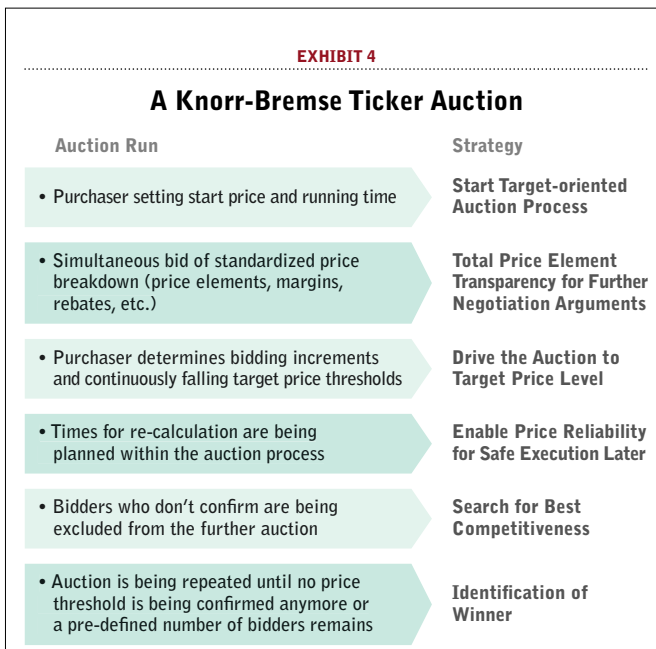 EXHIBIT 4
A Knorr-Bremse Ticker Auction
Auction Run
Strategy
• Purchaser setting start price and running time
Start Target-oriented
Auction Process
• Simultaneous bid of standardized price
breakdown (price elements, margins,
rebates, etc.)
Total Price Element
Transparency for Further
Negotiation Arguments
• Purchaser determines bidding increments
and continuously falling target price thresholds
Drive the Auction to
Target Price Level
• Times for re-calculation are being
planned within the auction process
Enable Price Reliability
for Safe Execution Later
• Bidders who don't confirm are being
excluded from the further auction
Search for Best
Competitiveness
• Auction is being repeated until no price
threshold is being confirmed anymore or
a pre-defined number of bidders remains
Identification of
Winner